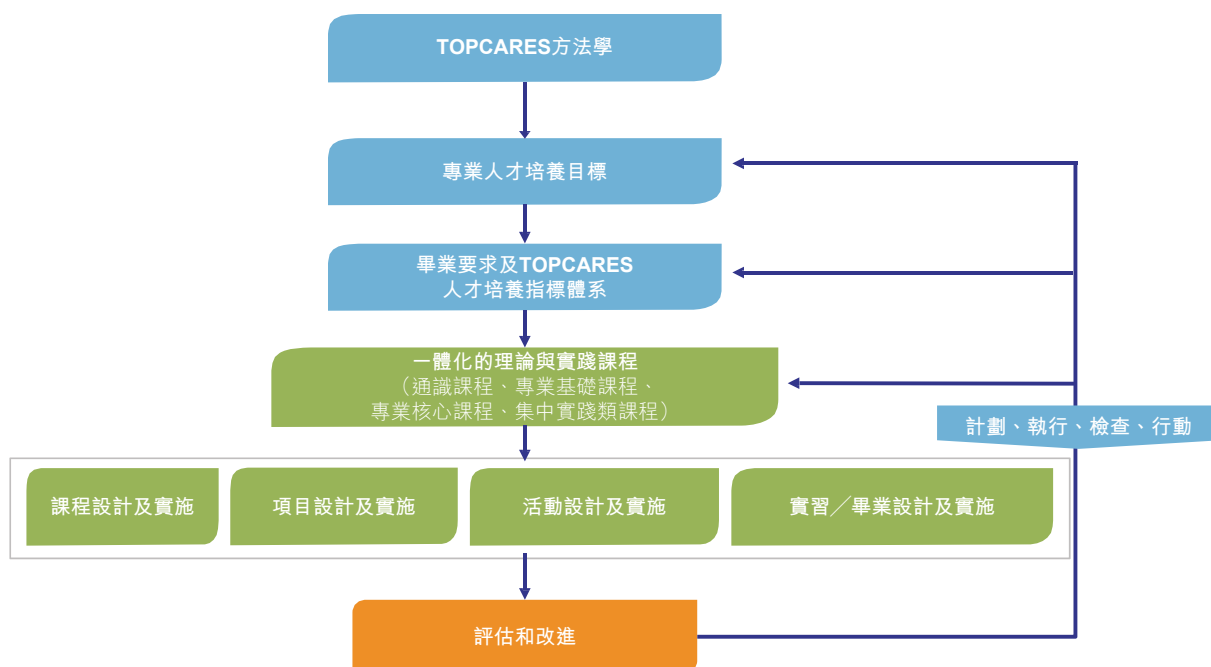 TOPCARES方法學
專業人才培養目標
畢業要求及TOPCARES
人才培養指標體系
一體化的理論與實踐課程
（通識課程、專業基礎課程、
專業核心課程、集中實踐類課程）
計劃、執行、檢查、行動
課程設計及實施
項目設計及實施
活動設計及實施
實習／畢業設計及實施
評估和改進